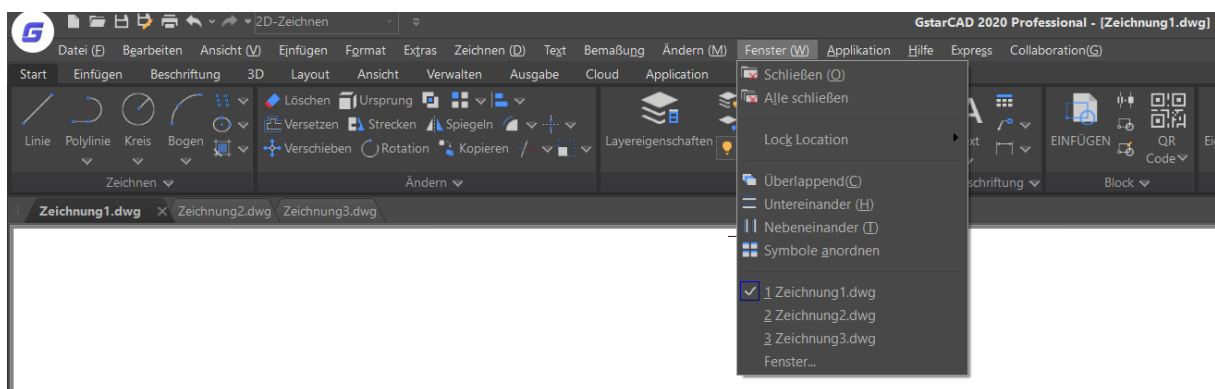 2D-Zeichnen
GstarCAD 2020 Professional - [Zeichnung1.dwg]
Datei (F) Bearbeiten Ansicht (V) Einfügen Format Extras Zeichnen (D) Text Bemaßung Ändern (M) Fenster (W) Applikation Hilfe Express Collaboration(G)
Start Einfügen Beschriftung 3D Layout Ansicht Verwalten Ausgabe Cloud Application
Schließen (O)
Alle schließen
Lock Location
Überlappend(C)
Untereinander (H)
Nebeneinander (T)
Symbole anordnen
1 Zeichnung1.dwg
2 Zeichnung2.dwg
3 Zeichnung3.dwg
Fenster...
Löschen Ursprung
Versetzen Strecken Spiegeln
Verschieben Rotation Kopieren
Linie Polylinie Kreis Bogen
Layereigenschaften
EINFÜGEN
QR
Code
Zeichnen
Ändern
Block
Zeichnung1.dwg Zeichnung2.dwg Zeichnung3.dwg